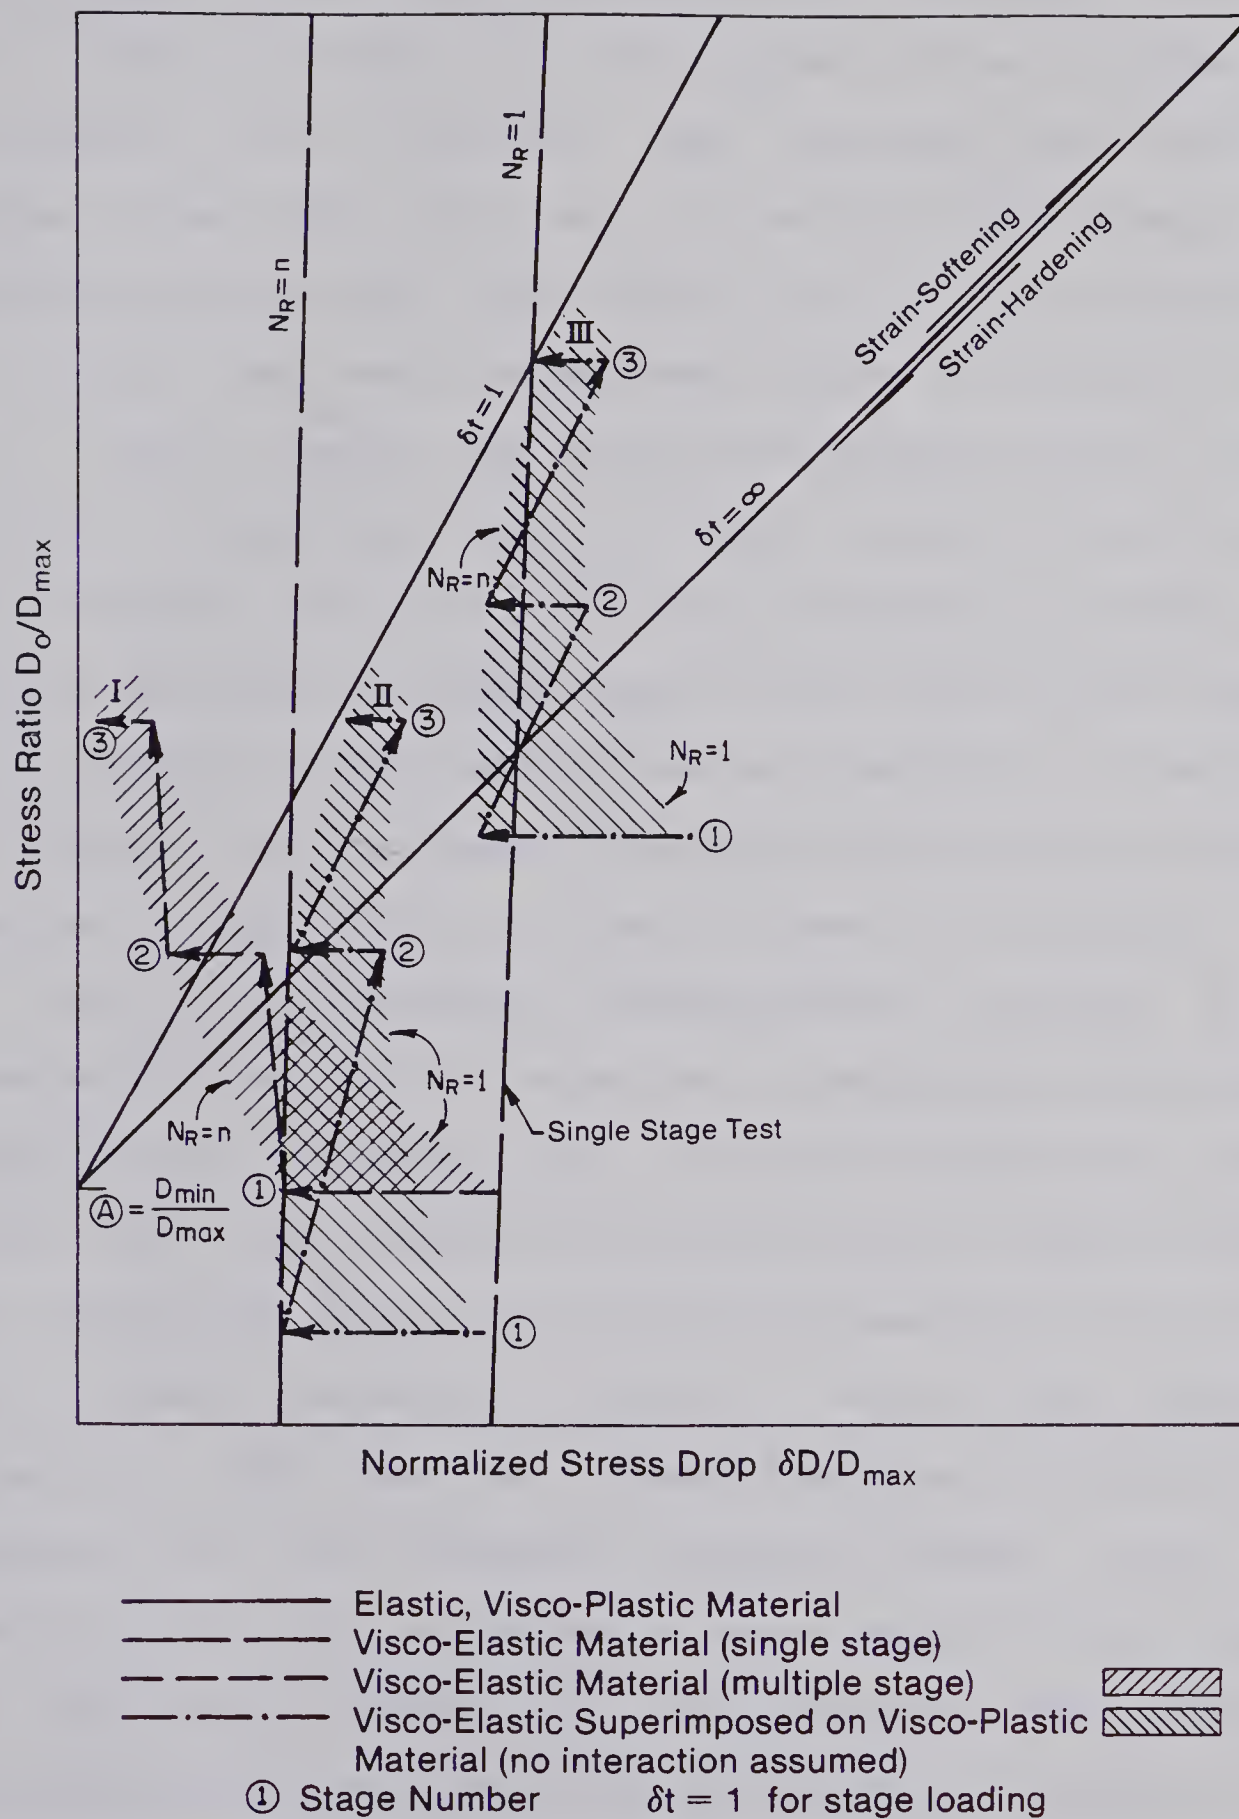 N_R=1
N_R=n
Strain-Softening
Strain-Hardening
III
③
δt=1
δt=∞
N_R=n
②
Stress Ratio D_o/D_max
I
II
③
③
N_R=1
①
②
②
N_R=1
N_R=n
Single Stage Test
Ⓐ = D_min/D_max
①
①
Normalized Stress Drop δD/D_max
Elastic, Visco-Plastic Material
Visco-Elastic Material (single stage)
Visco-Elastic Material (multiple stage)
Visco-Elastic Superimposed on Visco-Plastic
Material (no interaction assumed)
① Stage Number δt = 1 for stage loading